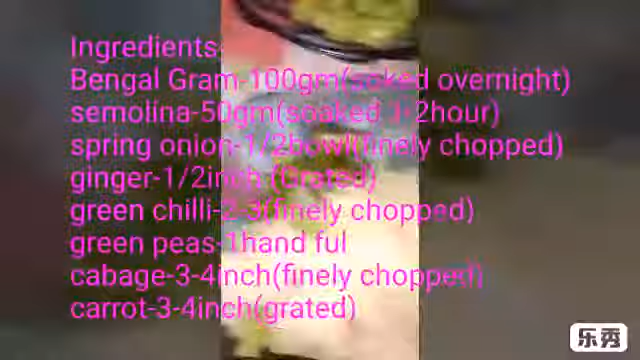 Ingredients
Bengal Gram-100gm(soked overnight)
semolina-50gm(soaked 1-2hour)
spring onion-1/2bowl(finely chopped)
ginger-1/2inch (Grated)
green chilli-2-3(finely chopped)
green peas-1hand ful
cabage-3-4inch(finely chopped)
carrot-3-4inch(grated)
乐秀